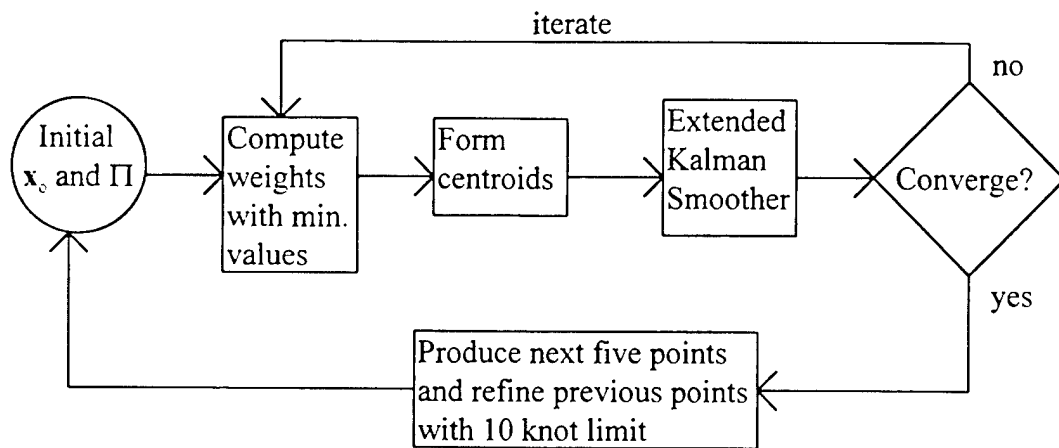 iterate
no
Initial
x₀ and Π
Compute
weights
with min.
values
Form
centroids
Extended
Kalman
Smoother
Converge?
yes
Produce next five points
and refine previous points
with 10 knot limit